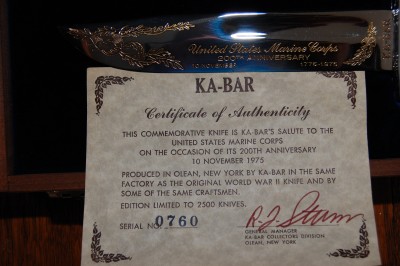 United States Marine Corps
200TH ANNIVERSARY
10 NOVEMBER 1775-1975
KA-BAR
Certificate of Authenticity
THIS COMMEMORATIVE KNIFE IS KA-BAR'S SALUTE TO THE
UNITED STATES MARINE CORPS
ON THE OCCASION OF ITS 200TH ANNIVERSARY
10 NOVEMBER 1975
PRODUCED IN OLEAN, NEW YORK BY KA-BAR IN THE SAME
FACTORY AS THE ORIGINAL WORLD WAR II KNIFE AND BY
SOME OF THE SAME CRAFTSMEN.
EDITION LIMITED TO 2500 KNIVES.
SERIAL NO. 0760
GENERAL MANAGER
KA-BAR COLLECTORS DIVISION
OLEAN, NEW YORK